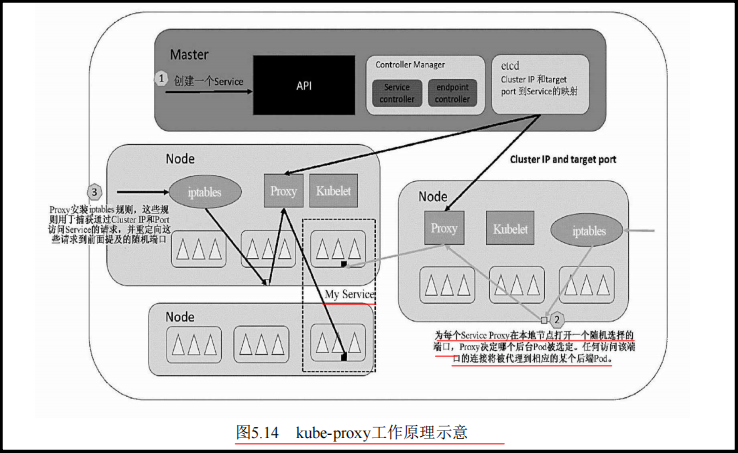 Master
① 创建一个Service
API
Controller Manager
Service
controller
endpoint
controller
etcd
Cluster IP 和target
port 到Service的映射
Cluster IP and target port
Node
iptables
Proxy
Kubelet
③
Proxy安装iptables 规则，这些规
则用于捕获通过Cluster IP和Port
访问Service的请求，并重定向这
些请求到前面提及的随机端口
My Service
Node
Node
Proxy
Kubelet
iptables
②
为每个Service Proxy在本地节点打开一个随机选择的
端口，Proxy决定哪个后台Pod被选定。任何访问该端
口的连接将被代理到相应的某个后端Pod。
图5.14 kube-proxy工作原理示意